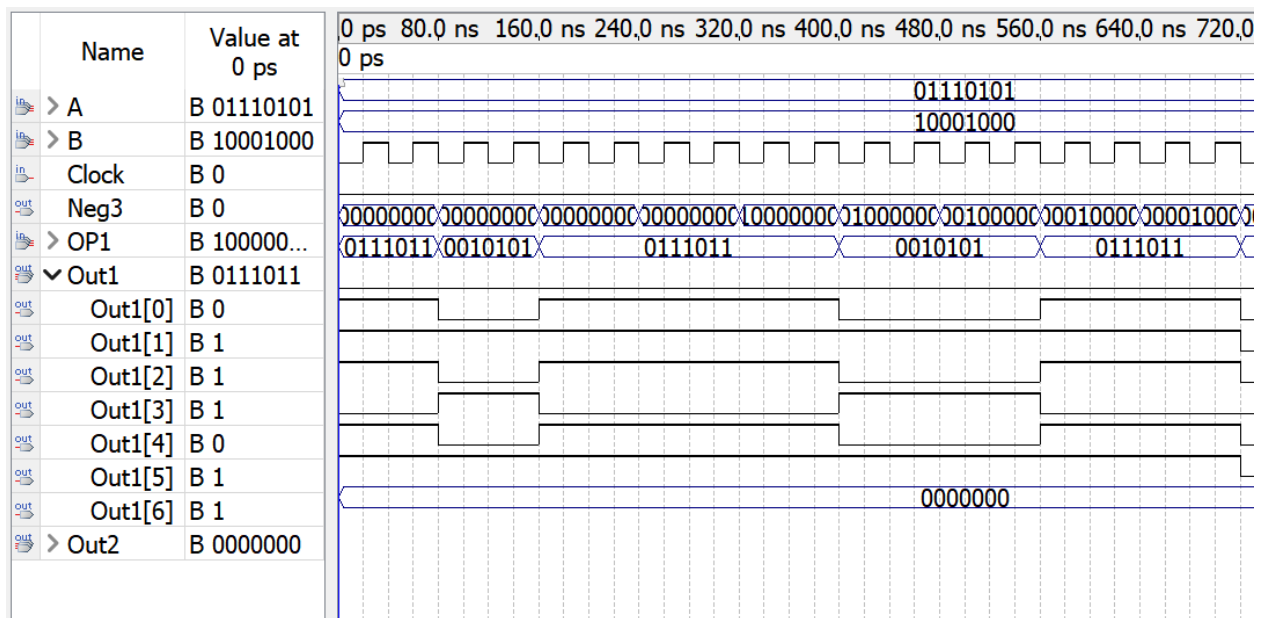 Name Value at 0 ps
0 ps 80.0 ns 160.0 ns 240.0 ns 320.0 ns 400.0 ns 480.0 ns 560.0 ns 640.0 ns 720.0
0 ps
A B 01110101 01110101
B B 10001000 10001000
Clock B 0
Neg3 B 0
OP1 B 100000...
0111011 0010101 0111011 0010101 0111011
Out1 B 0111011
Out1[0] B 0
Out1[1] B 1
Out1[2] B 1
Out1[3] B 1
Out1[4] B 0
Out1[5] B 1
Out1[6] B 1
0000000
Out2 B 0000000